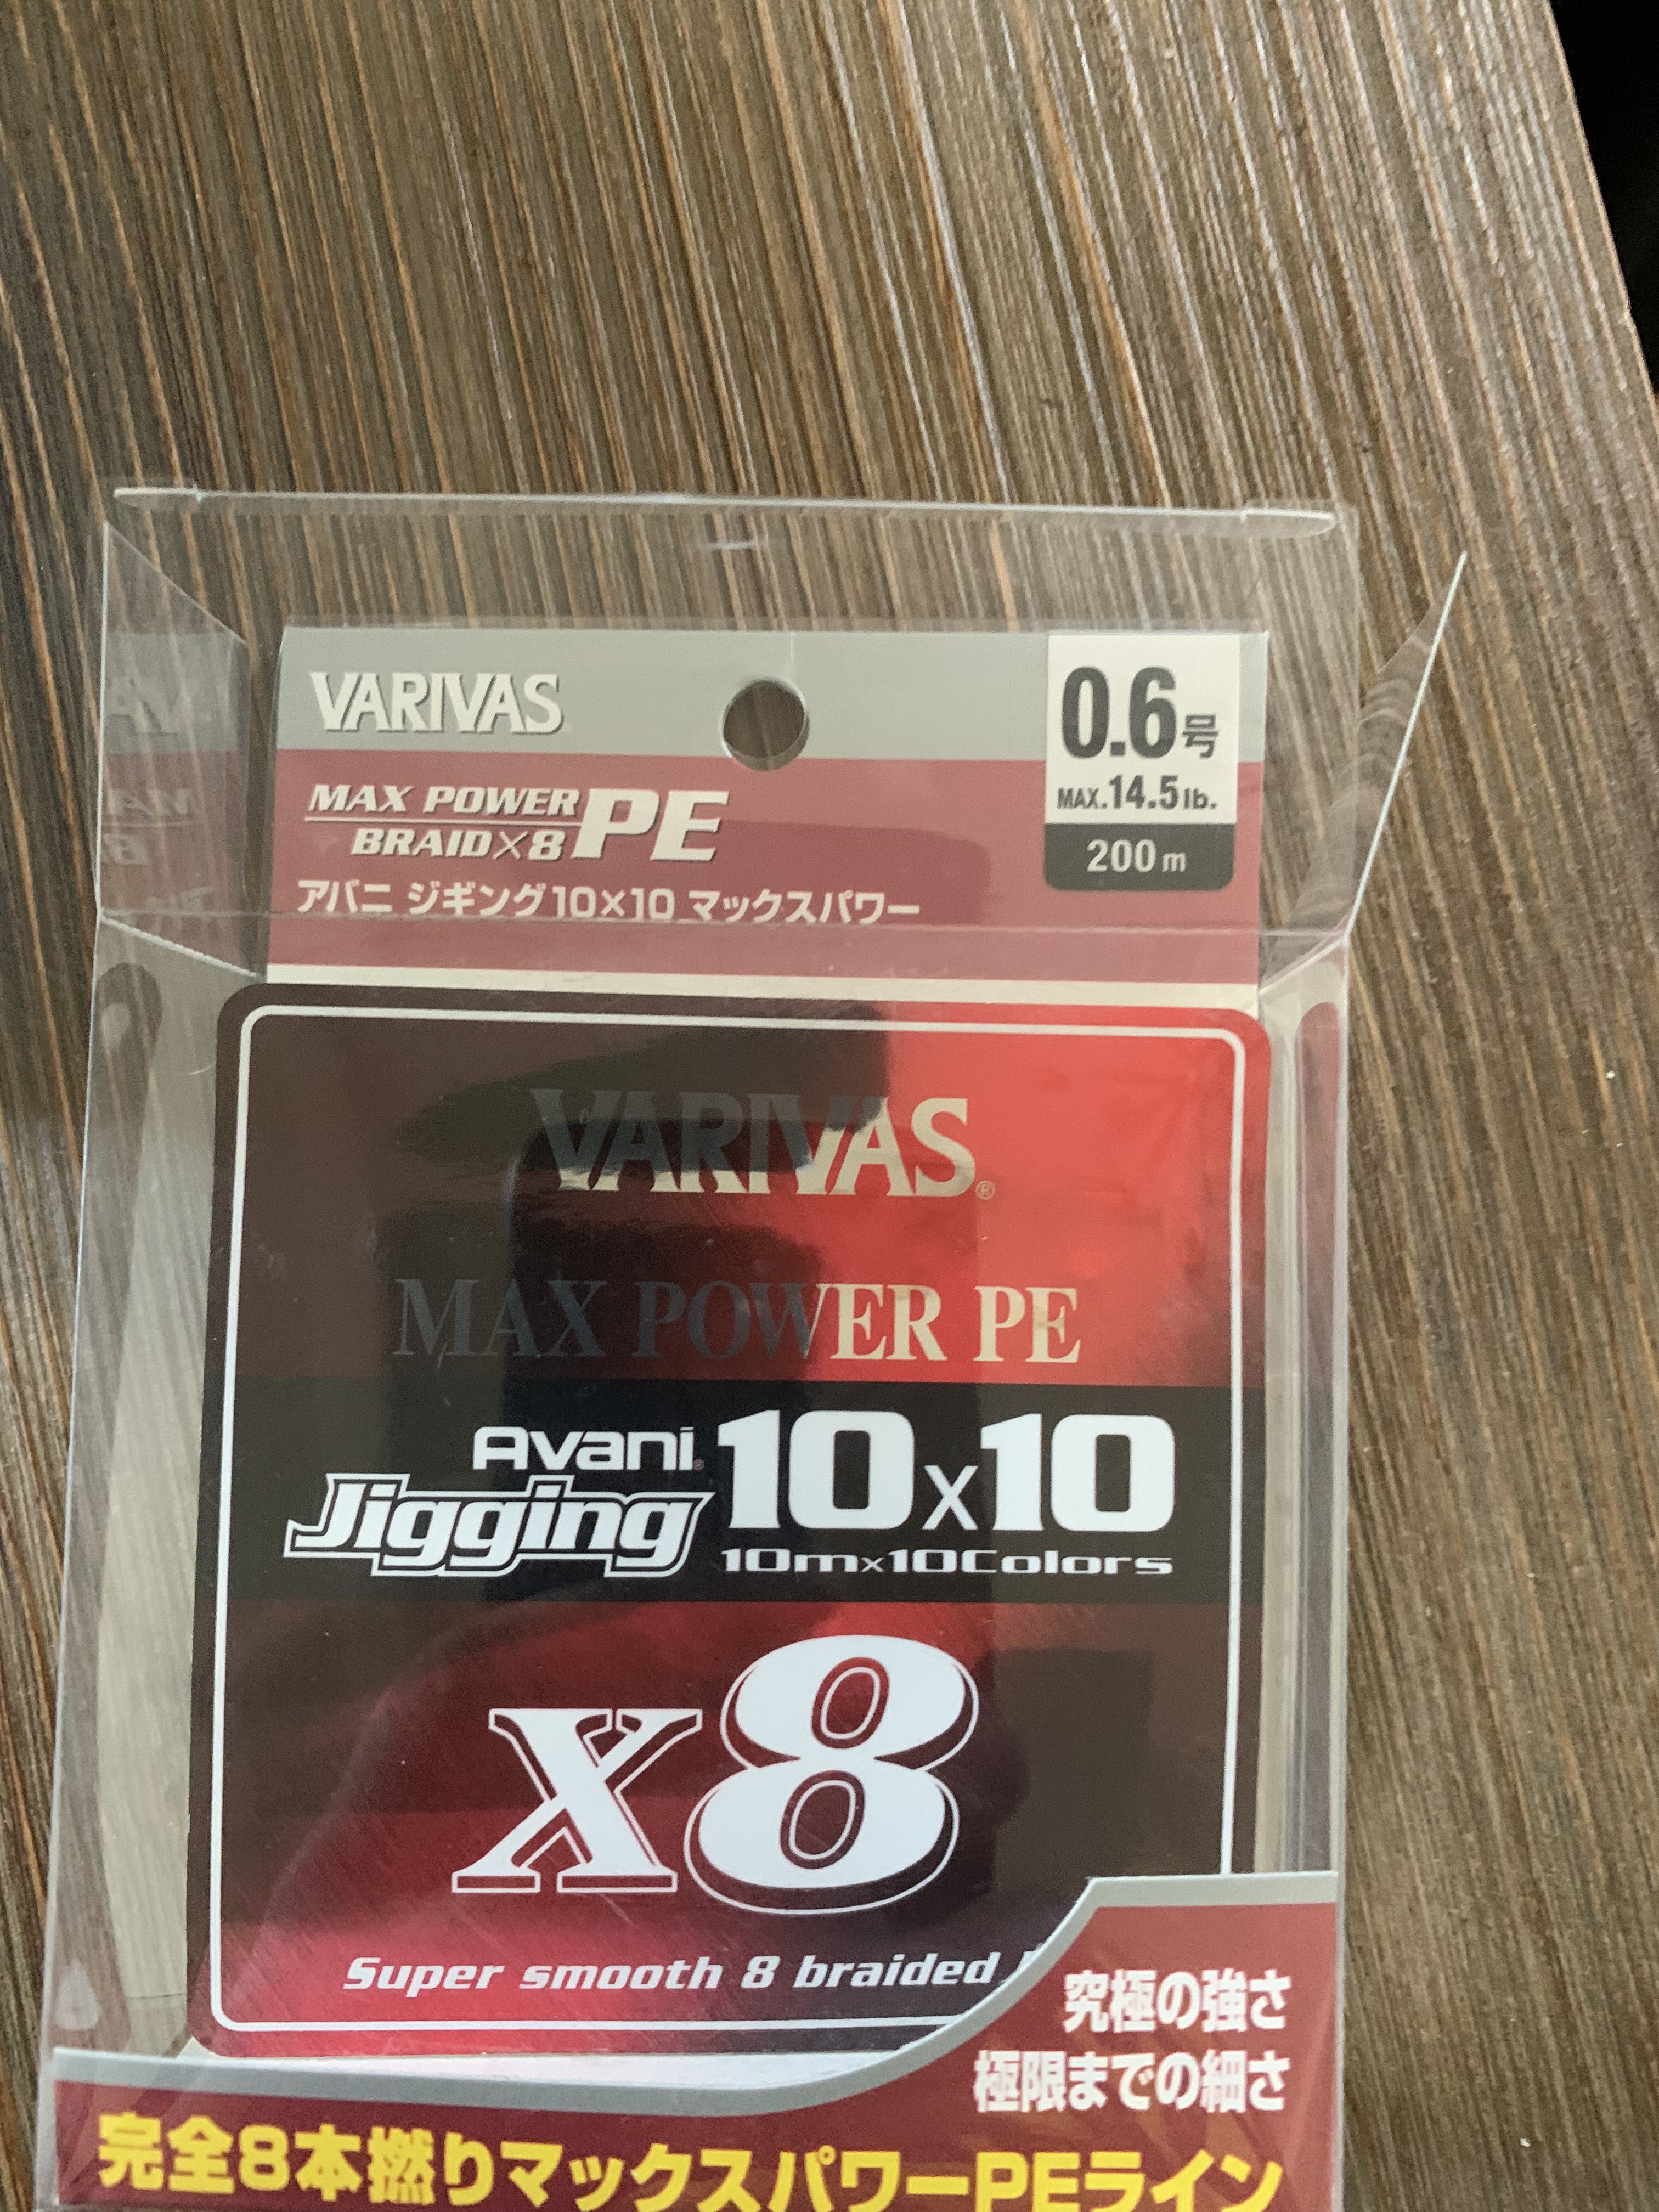 VARIVAS
0.6号
MAX.14.5lb.
200m
MAX POWER
BRAID×8 PE
アバニ ジギング10×10 マックスパワー
VARIVAS®
MAX POWER PE
Avani
Jigging 10x10
10mx10Colors
x8
Super smooth 8 braided
究極の強さ
極限までの細さ
完全8本撚りマックスパワーPEライン